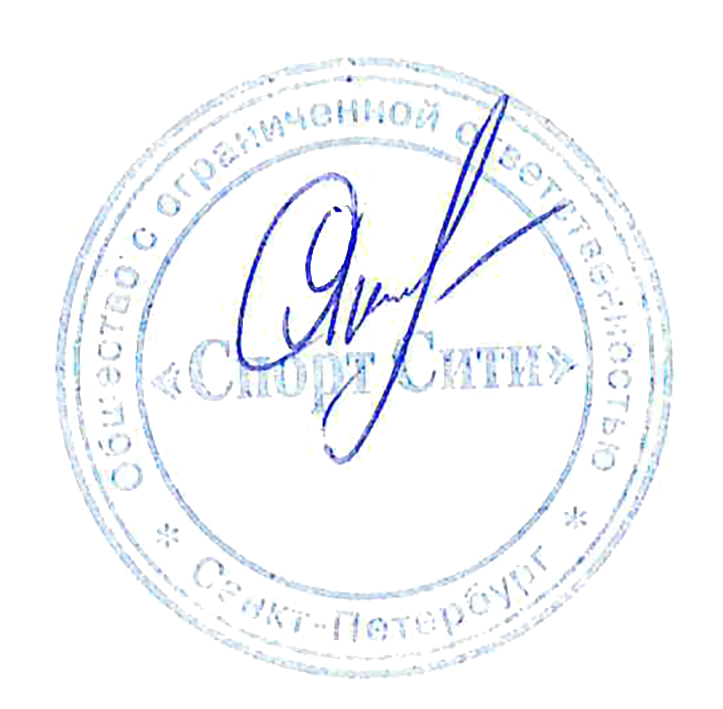 Общество с ограниченной ответственностью
«Спорт Сити»
* Санкт-Петербург *